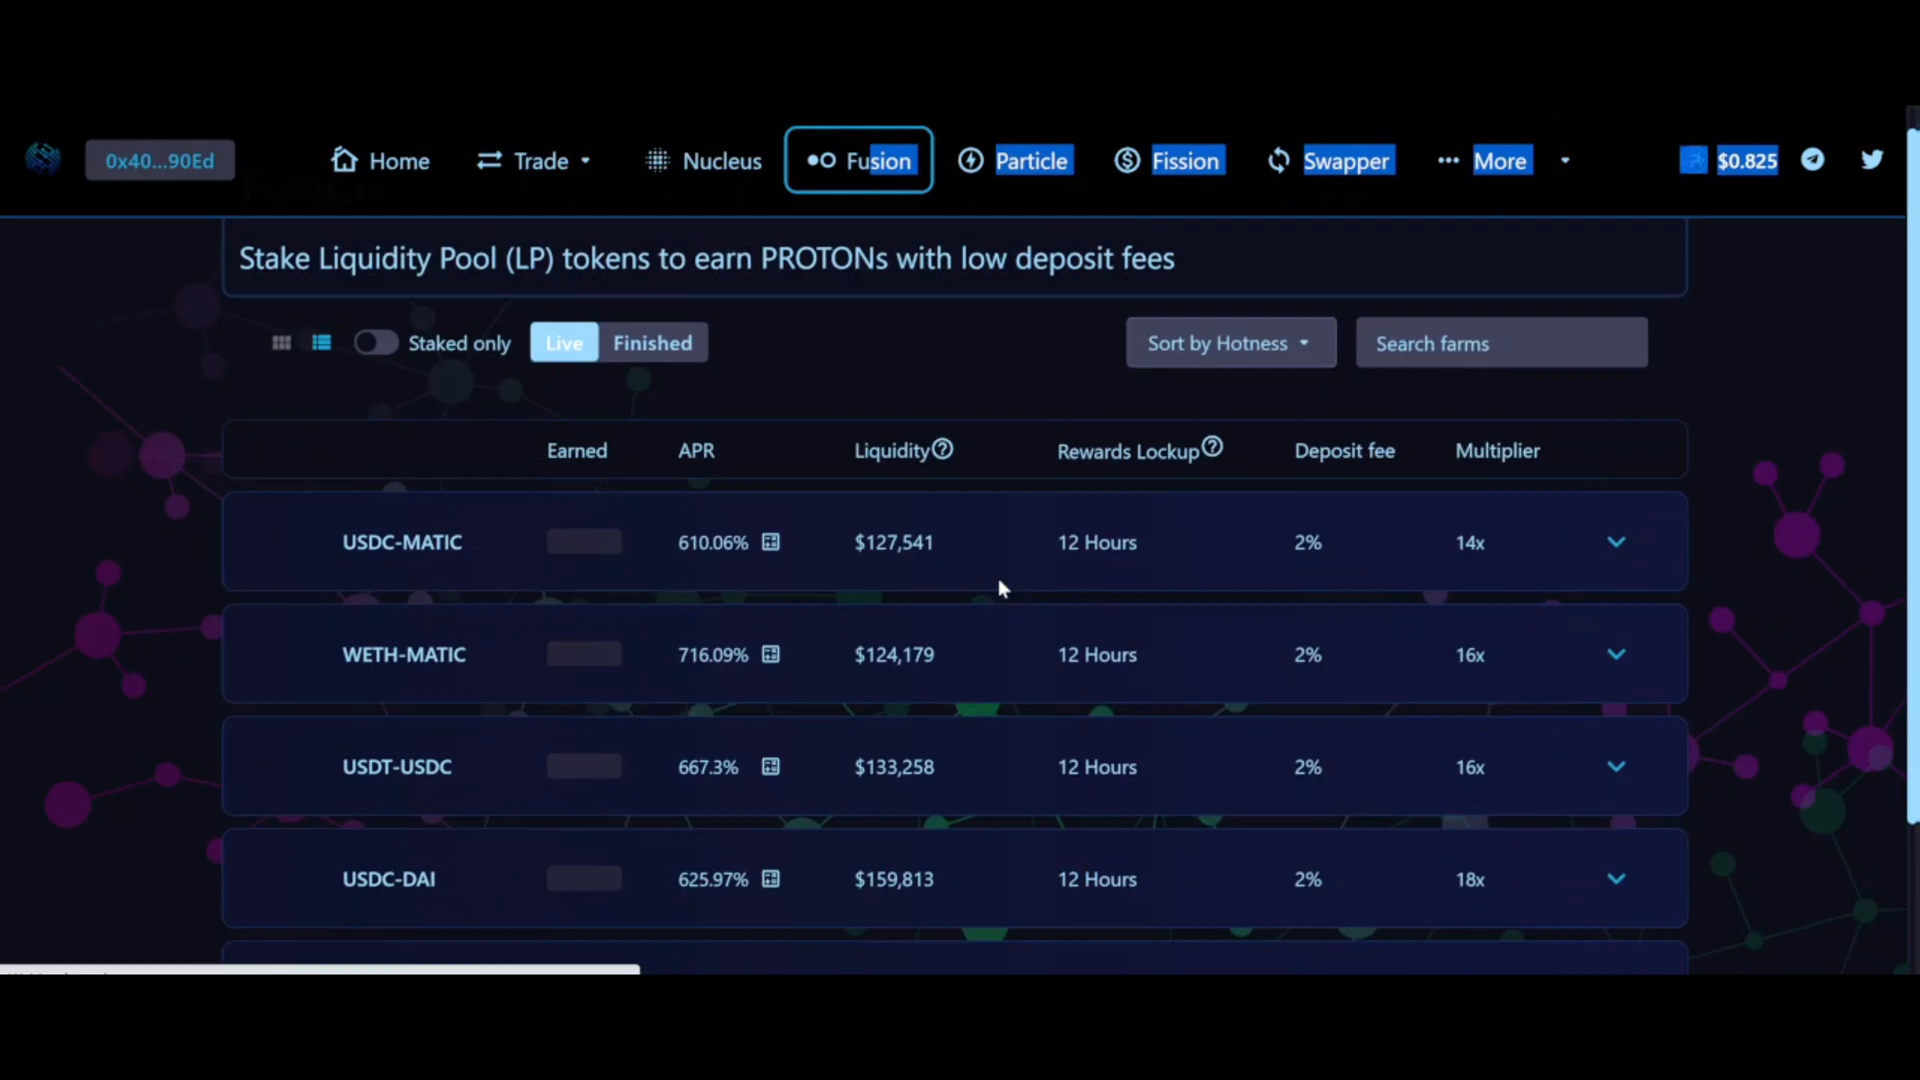 0x40...90Ed Home Trade Nucleus Fusion Particle Fission Swapper More $0.825
Stake Liquidity Pool (LP) tokens to earn PROTONs with low deposit fees
Staked only Live Finished Sort by Hotness Search farms
Earned APR Liquidity Rewards Lockup Deposit fee Multiplier
USDC-MATIC 610.06% $127,541 12 Hours 2% 14x
WETH-MATIC 716.09% $124,179 12 Hours 2% 16x
USDT-USDC 667.3% $133,258 12 Hours 2% 16x
USDC-DAI 625.97% $159,813 12 Hours 2% 18x